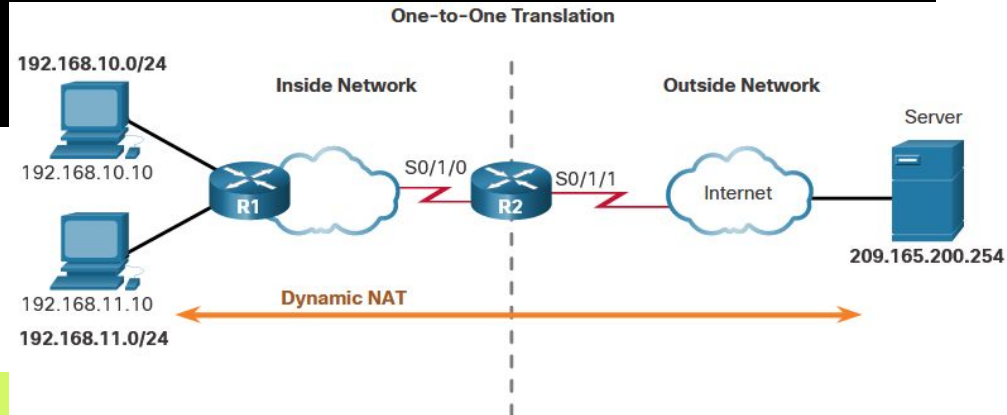 One-to-One Translation
192.168.10.0/24
Inside Network
Outside Network
Server
192.168.10.10
S0/1/0
S0/1/1
Internet
R1
R2
209.165.200.254
192.168.11.10
Dynamic NAT
192.168.11.0/24